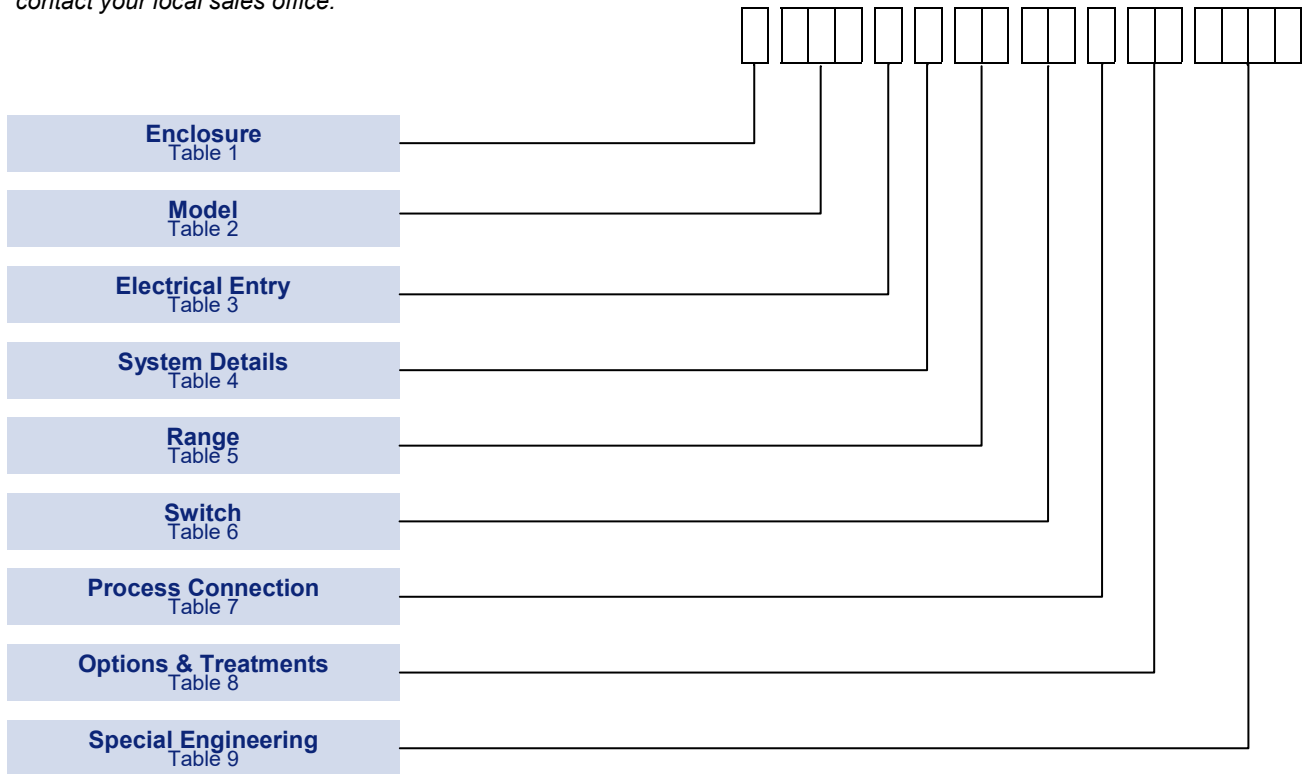 contact your local sales office.
Enclosure
Table 1
Model
Table 2
Electrical Entry
Table 3
System Details
Table 4
Range
Table 5
Switch
Table 6
Process Connection
Table 7
Options & Treatments
Table 8
Special Engineering
Table 9